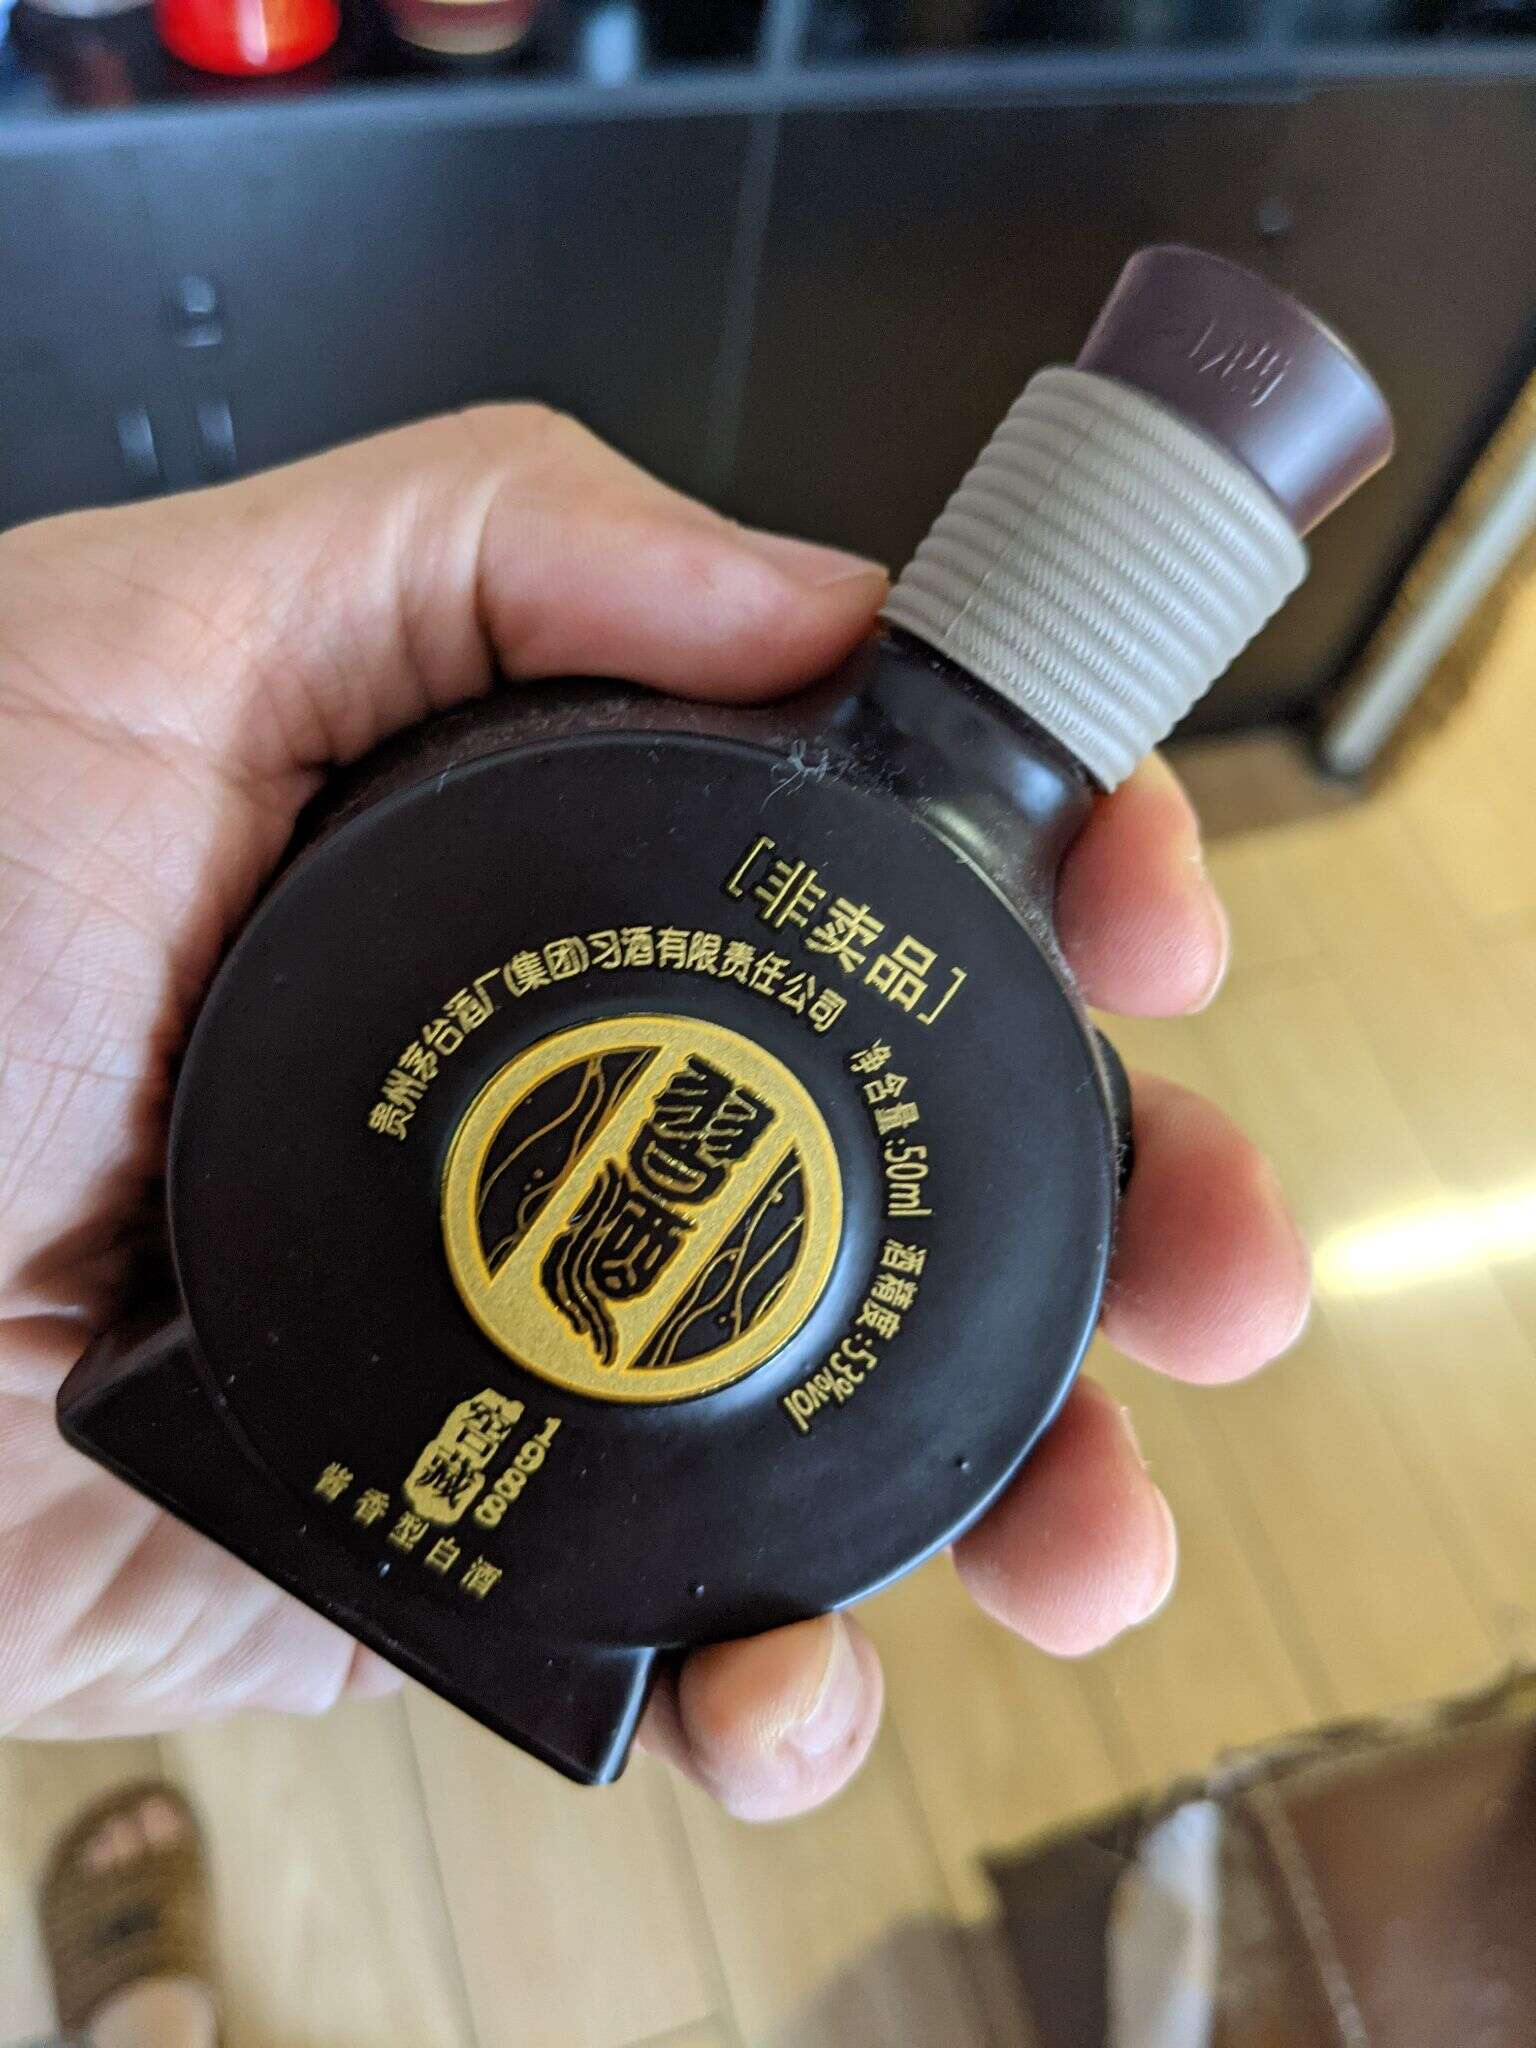 [非卖品]
贵州茅台酒厂(集团)习酒有限责任公司
净含量:50ml 酒精度:53%vol
習酒
窖藏
1988
酱香型白酒